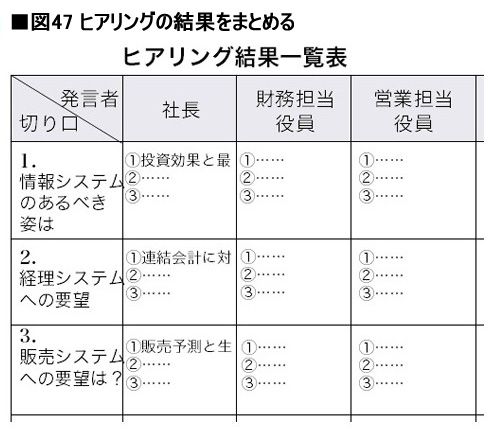 ■図47 ヒアリングの結果をまとめる
ヒアリング結果一覧表
発言者
切り口
社長
財務担当
役員
営業担当
役員
1.
情報システム
のあるべき
姿は
①投資効果と最
②……
③……
①……
②……
③……
①……
②……
③……
2.
経理システム
への要望
①連結会計に対
②……
③……
①……
②……
③……
①……
②……
③……
3.
販売システム
への要望は？
①販売予測と生
②……
③……
①……
②……
③……
①……
②……
③……